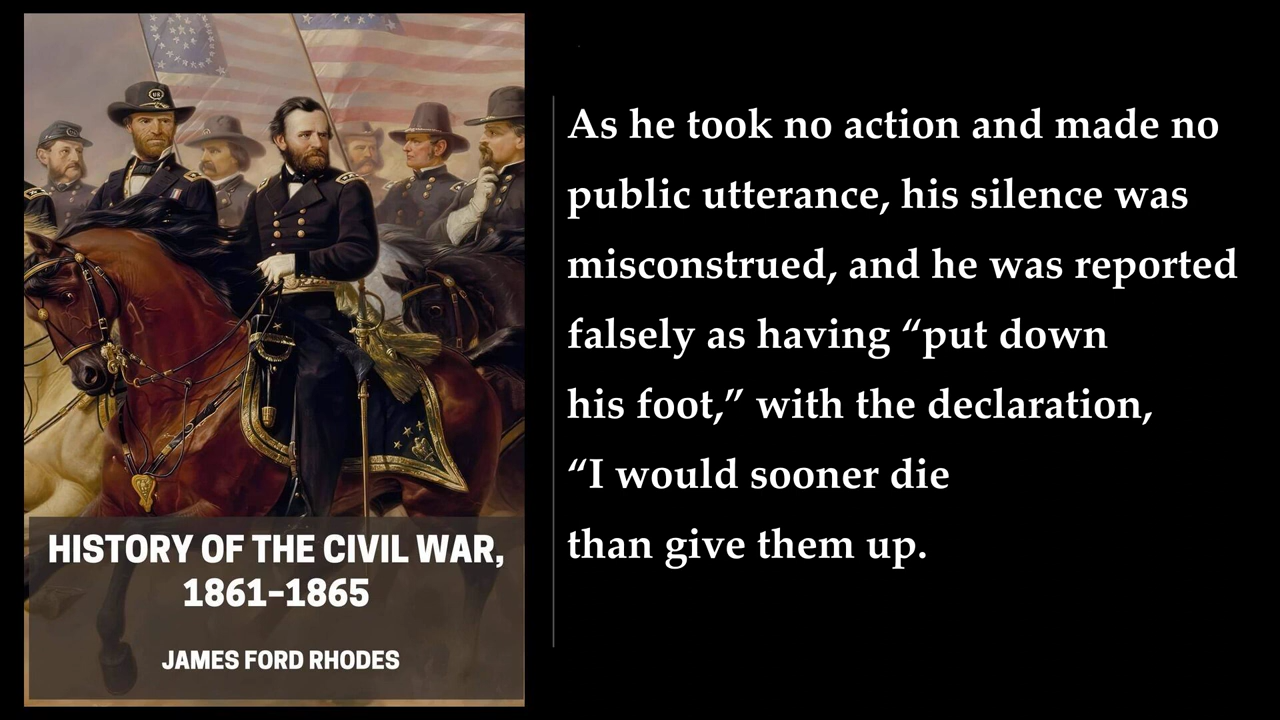 HISTORY OF THE CIVIL WAR,
1861–1865
JAMES FORD RHODES
As he took no action and made no
public utterance, his silence was
misconstrued, and he was reported
falsely as having “put down
his foot,” with the declaration,
“I would sooner die
than give them up.